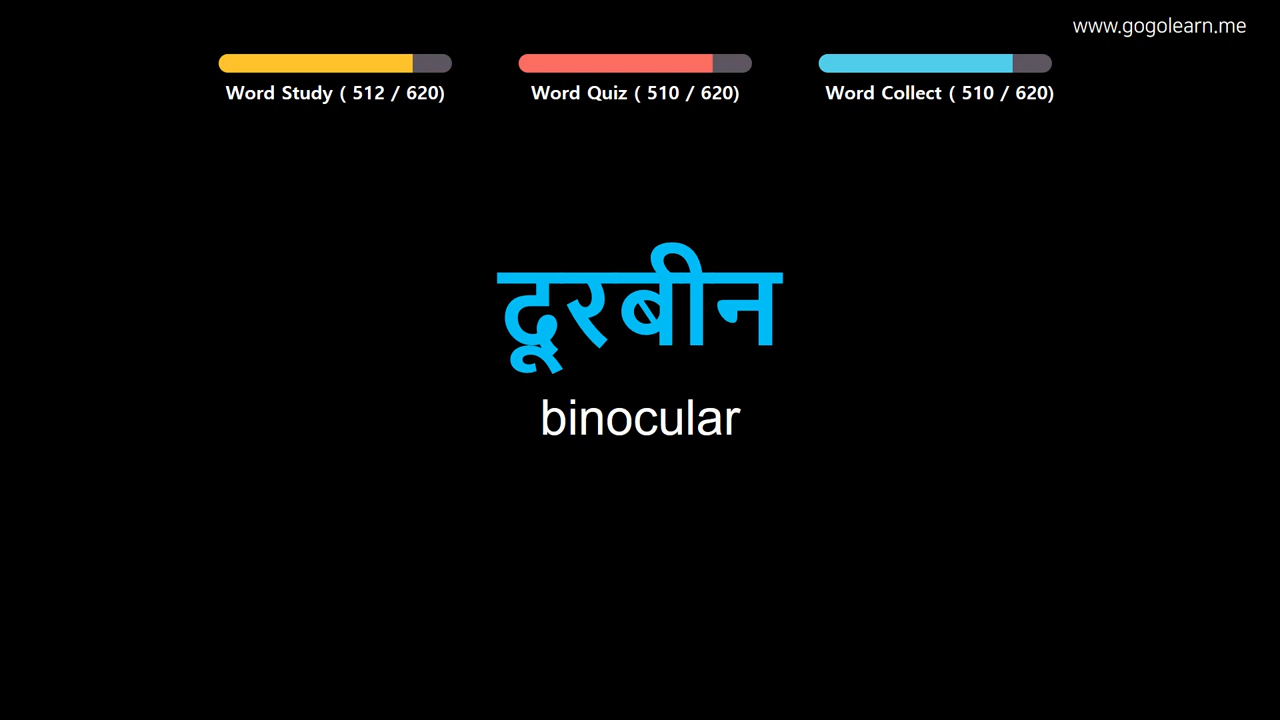 www.gogolearn.me
Word Study ( 512 / 620)
Word Quiz ( 510 / 620)
Word Collect ( 510 / 620)
दूरबीन
binocular